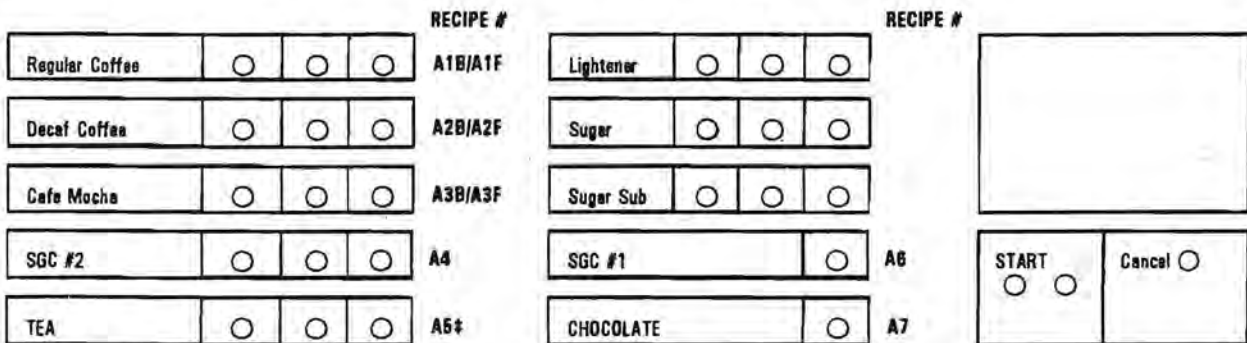 RECIPE # RECIPE #
Regular Coffee A1B/A1F Lightener
Decaf Coffee A2B/A2F Sugar
Cafe Mocha A3B/A3F Sugar Sub
SGC #2 A4 SGC #1 A6 START Cancel
TEA A5‡ CHOCOLATE A7